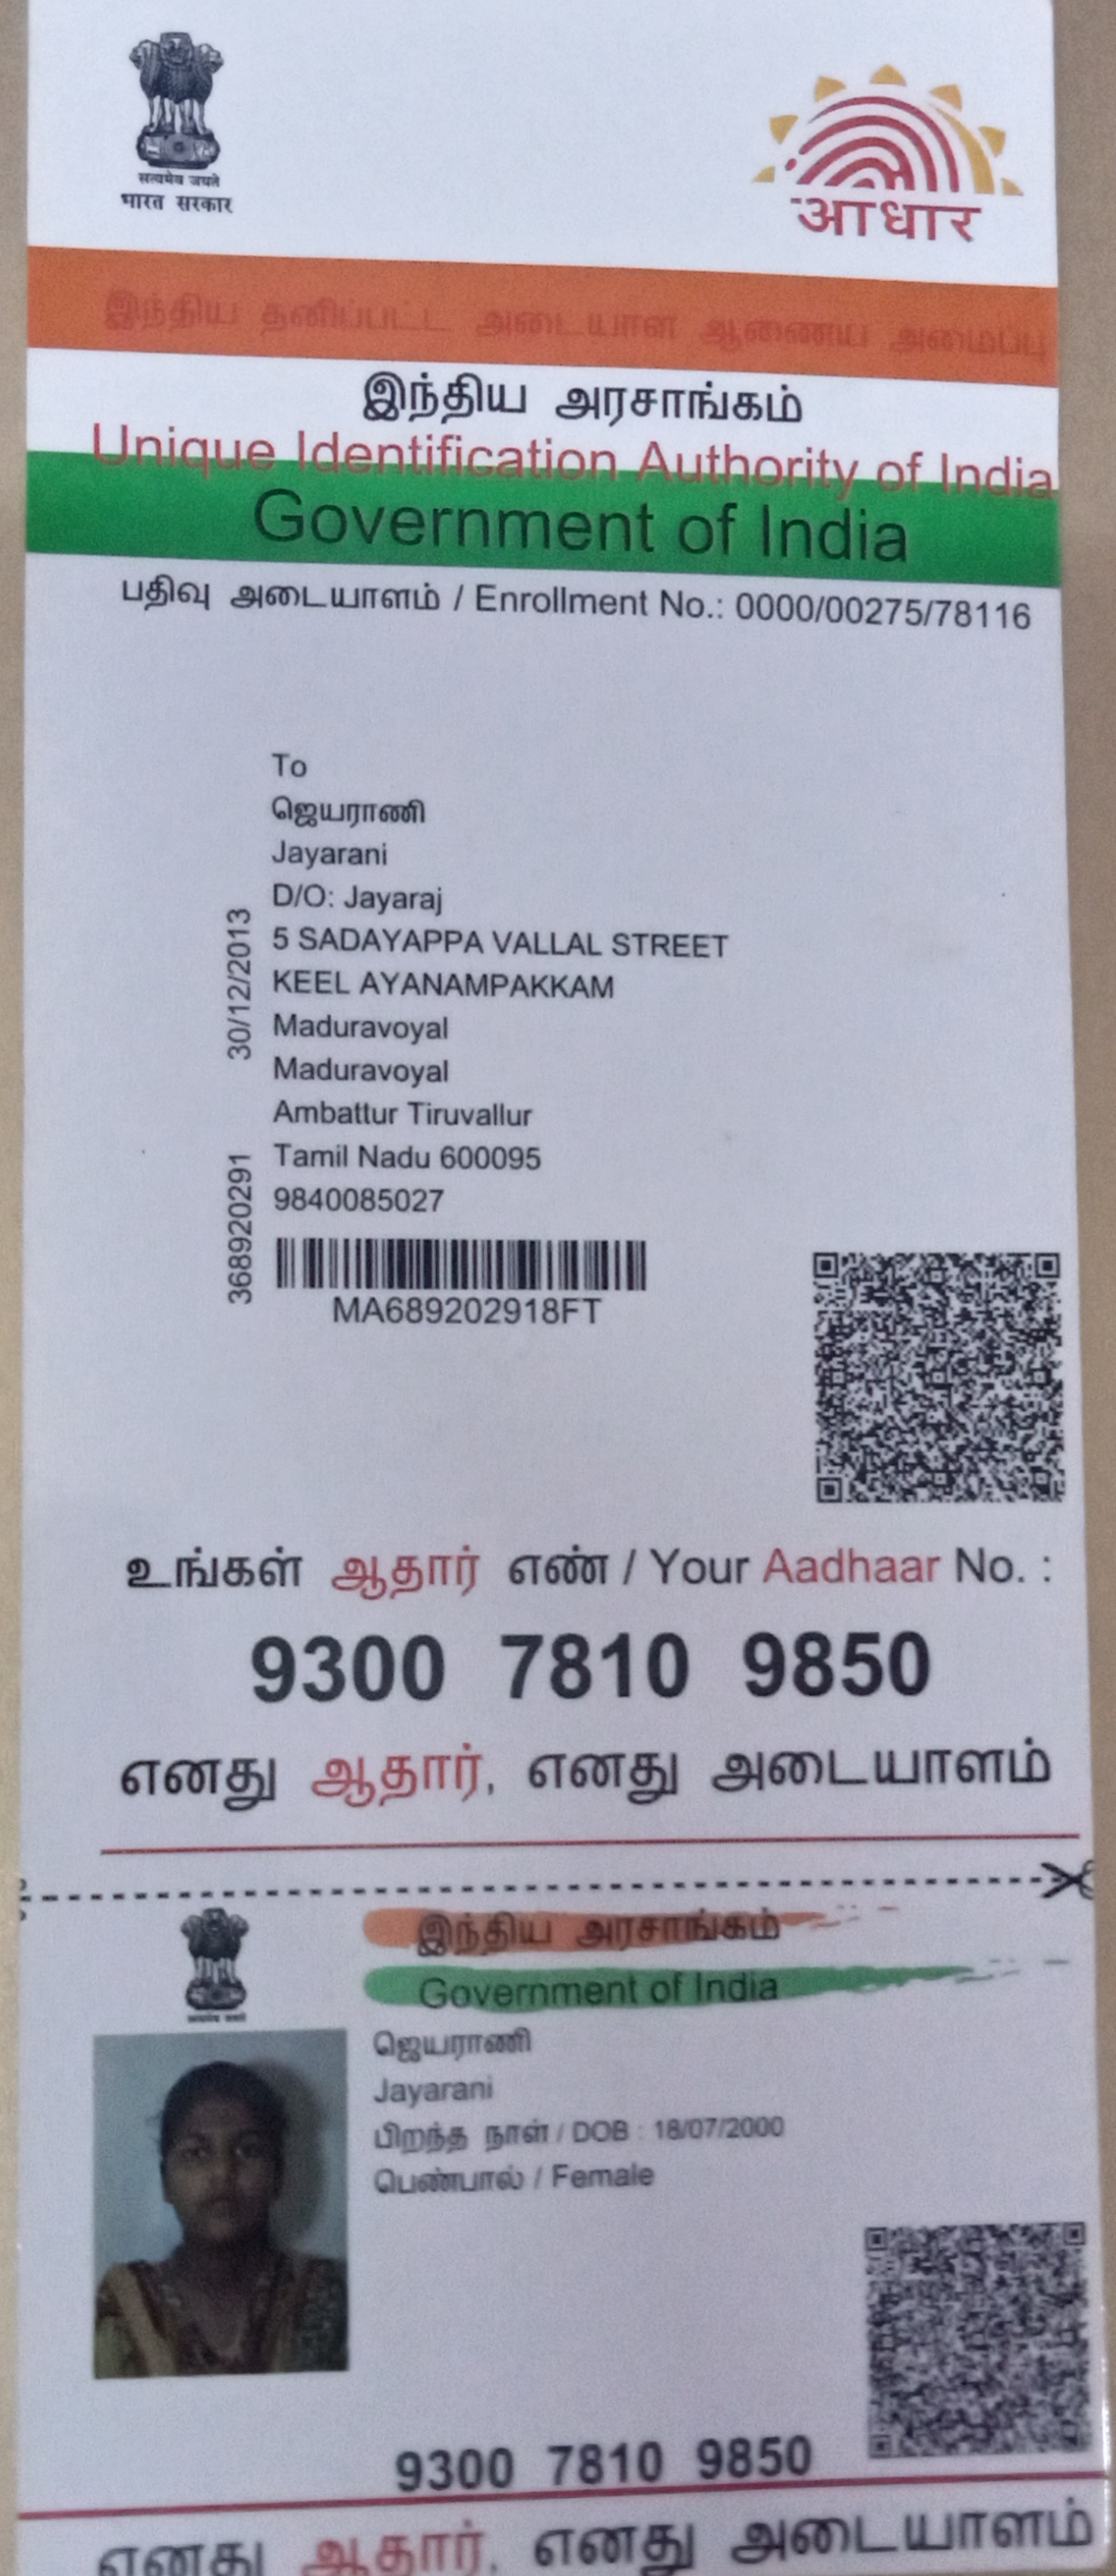 सत्यमेव जयते
भारत सरकार
आधार
இந்திய தனிப்பட்ட அடையாள ஆணைய அமைப்பு
இந்திய அரசாங்கம்
Unique Identification Authority of India
Government of India
பதிவு அடையாளம் / Enrollment No.: 0000/00275/78116
To
ஜெயராணி
Jayarani
D/O: Jayaraj
5 SADAYAPPA VALLAL STREET
KEEL AYANAMPAKKAM
Maduravoyal
Maduravoyal
Ambattur Tiruvallur
Tamil Nadu 600095
9840085027
30/12/2013
368920291
MA689202918FT
உங்கள் ஆதார் எண் / Your Aadhaar No. :
9300 7810 9850
எனது ஆதார், எனது அடையாளம்
இந்திய அரசாங்கம்
Government of India
ஜெயராணி
Jayarani
பிறந்த நாள் / DOB : 18/07/2000
பெண்பால் / Female
9300 7810 9850
எனது ஆதார், எனது அடையாளம்